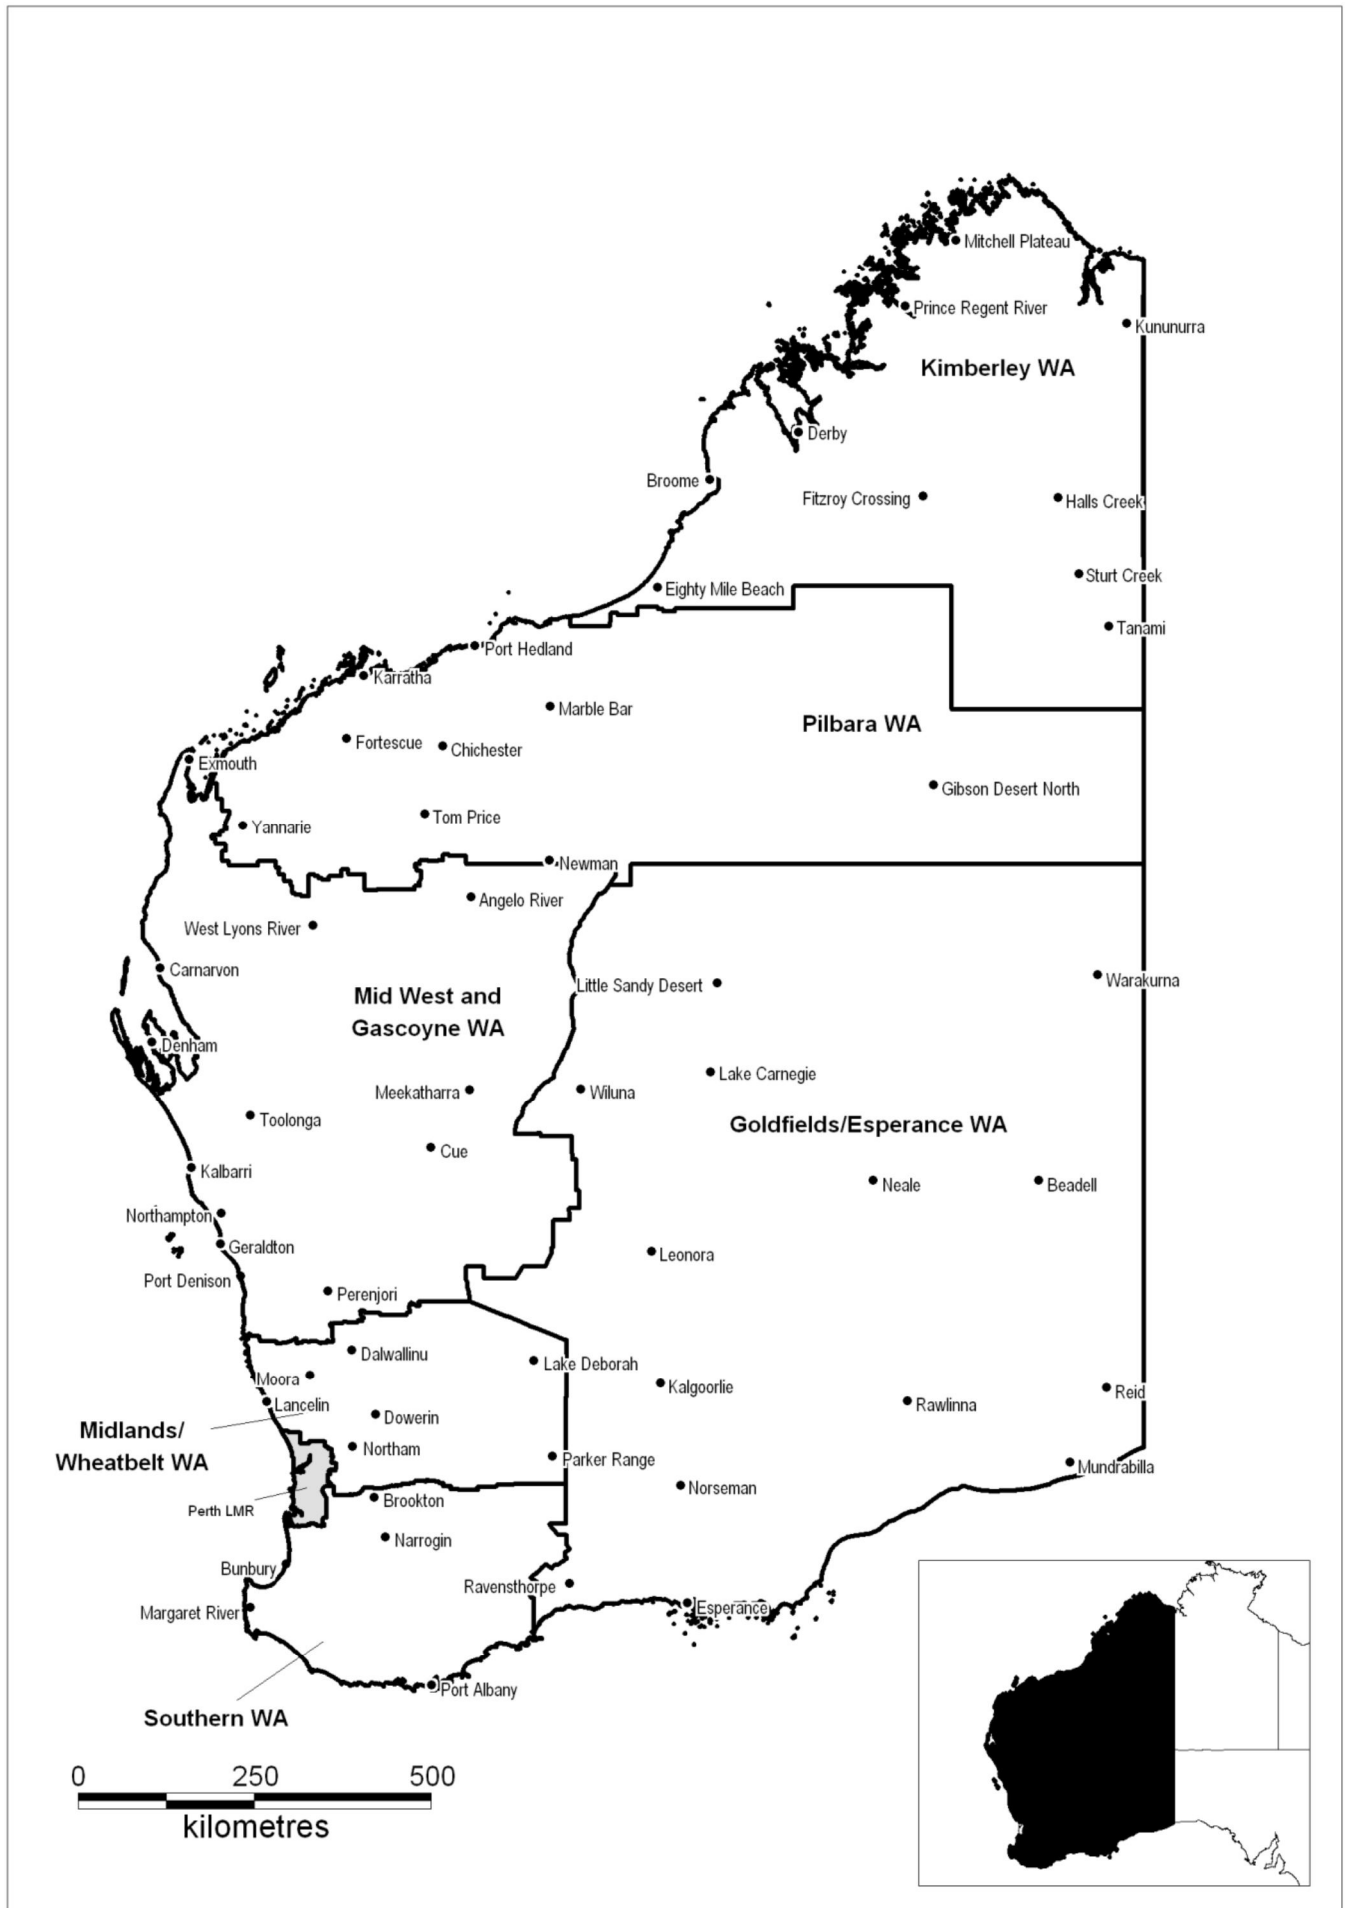 Mitchell Plateau
Prince Regent River
Kununurra
Kimberley WA
Derby
Broome
Fitzroy Crossing
Halls Creek
Sturt Creek
Eighty Mile Beach
Tanami
Port Hedland
Karratha
Marble Bar
Pilbara WA
Fortescue
Chichester
Exmouth
Gibson Desert North
Tom Price
Yannarie
Newman
Angelo River
West Lyons River
Carnarvon
Little Sandy Desert
Warakurna
Mid West and
Gascoyne WA
Denham
Lake Carnegie
Meekatharra
Wiluna
Toolonga
Goldfields/Esperance WA
Cue
Kalbarri
Neale
Beadell
Northampton
Geraldton
Leonora
Port Denison
Perenjori
Dalwallinu
Lake Deborah
Moora
Kalgoorlie
Reid
Lancelin
Rawlinna
Dowerin
Midlands/
Wheatbelt WA
Northam
Parker Range
Mundrabilla
Norseman
Brookton
Perth LMR
Narrogin
Bunbury
Ravensthorpe
Margaret River
Esperance
Port Albany
Southern WA
0 250 500
kilometres